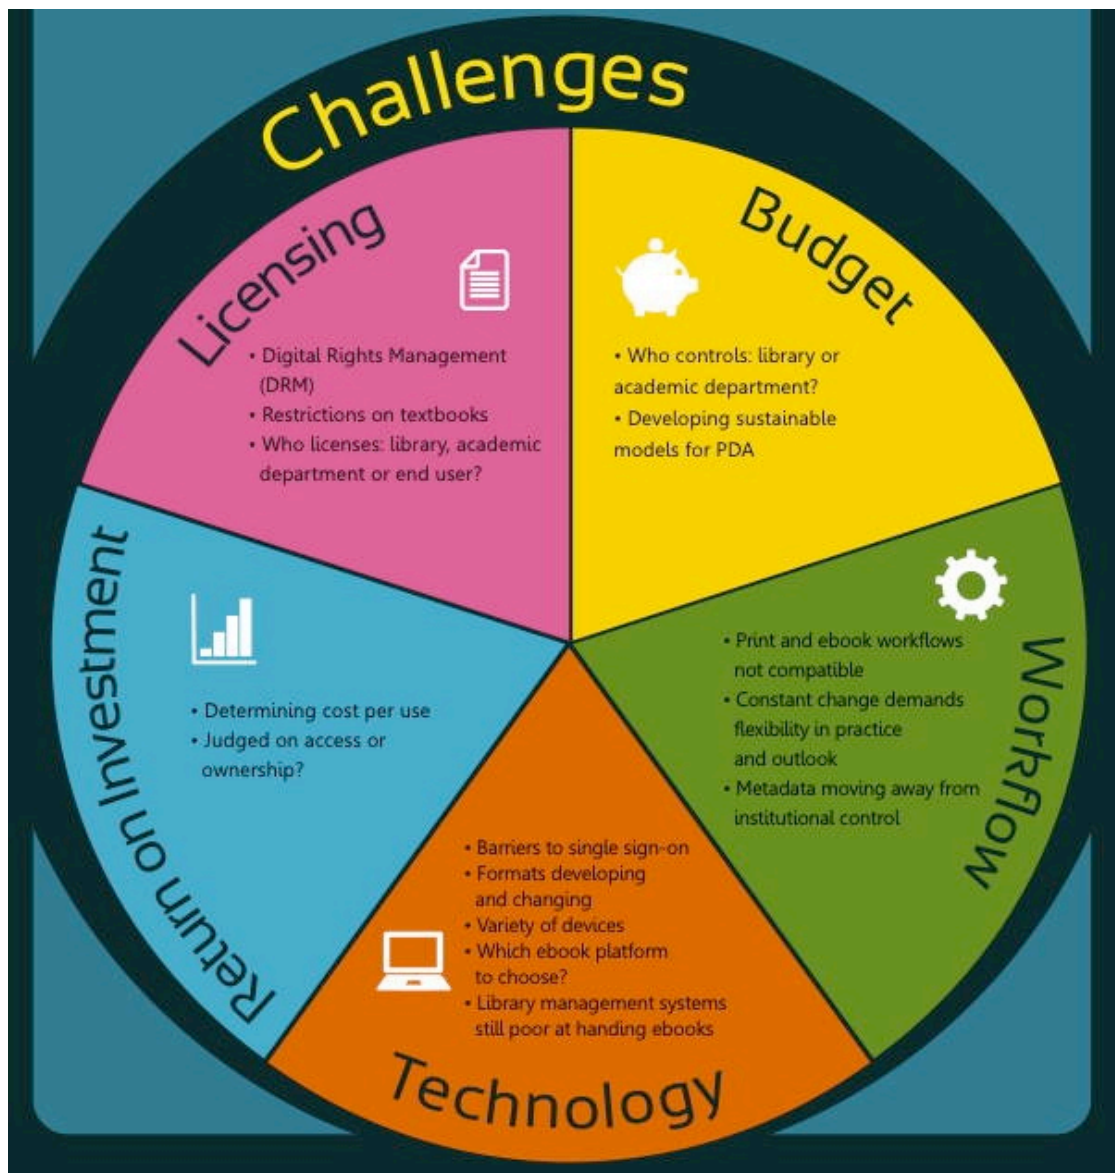 Challenges
Licensing
• Digital Rights Management
(DRM)
• Restrictions on textbooks
• Who licenses: library, academic
department or end user?
Budget
• Who controls: library or
academic department?
• Developing sustainable
models for PDA
Workflow
• Print and ebook workflows
not compatible
• Constant change demands
flexibility in practice
and outlook
• Metadata moving away from
institutional control
Technology
• Barriers to single sign-on
• Formats developing
and changing
• Variety of devices
• Which ebook platform
to choose?
• Library management systems
still poor at handing ebooks
Return on Investment
• Determining cost per use
• Judged on access or
ownership?